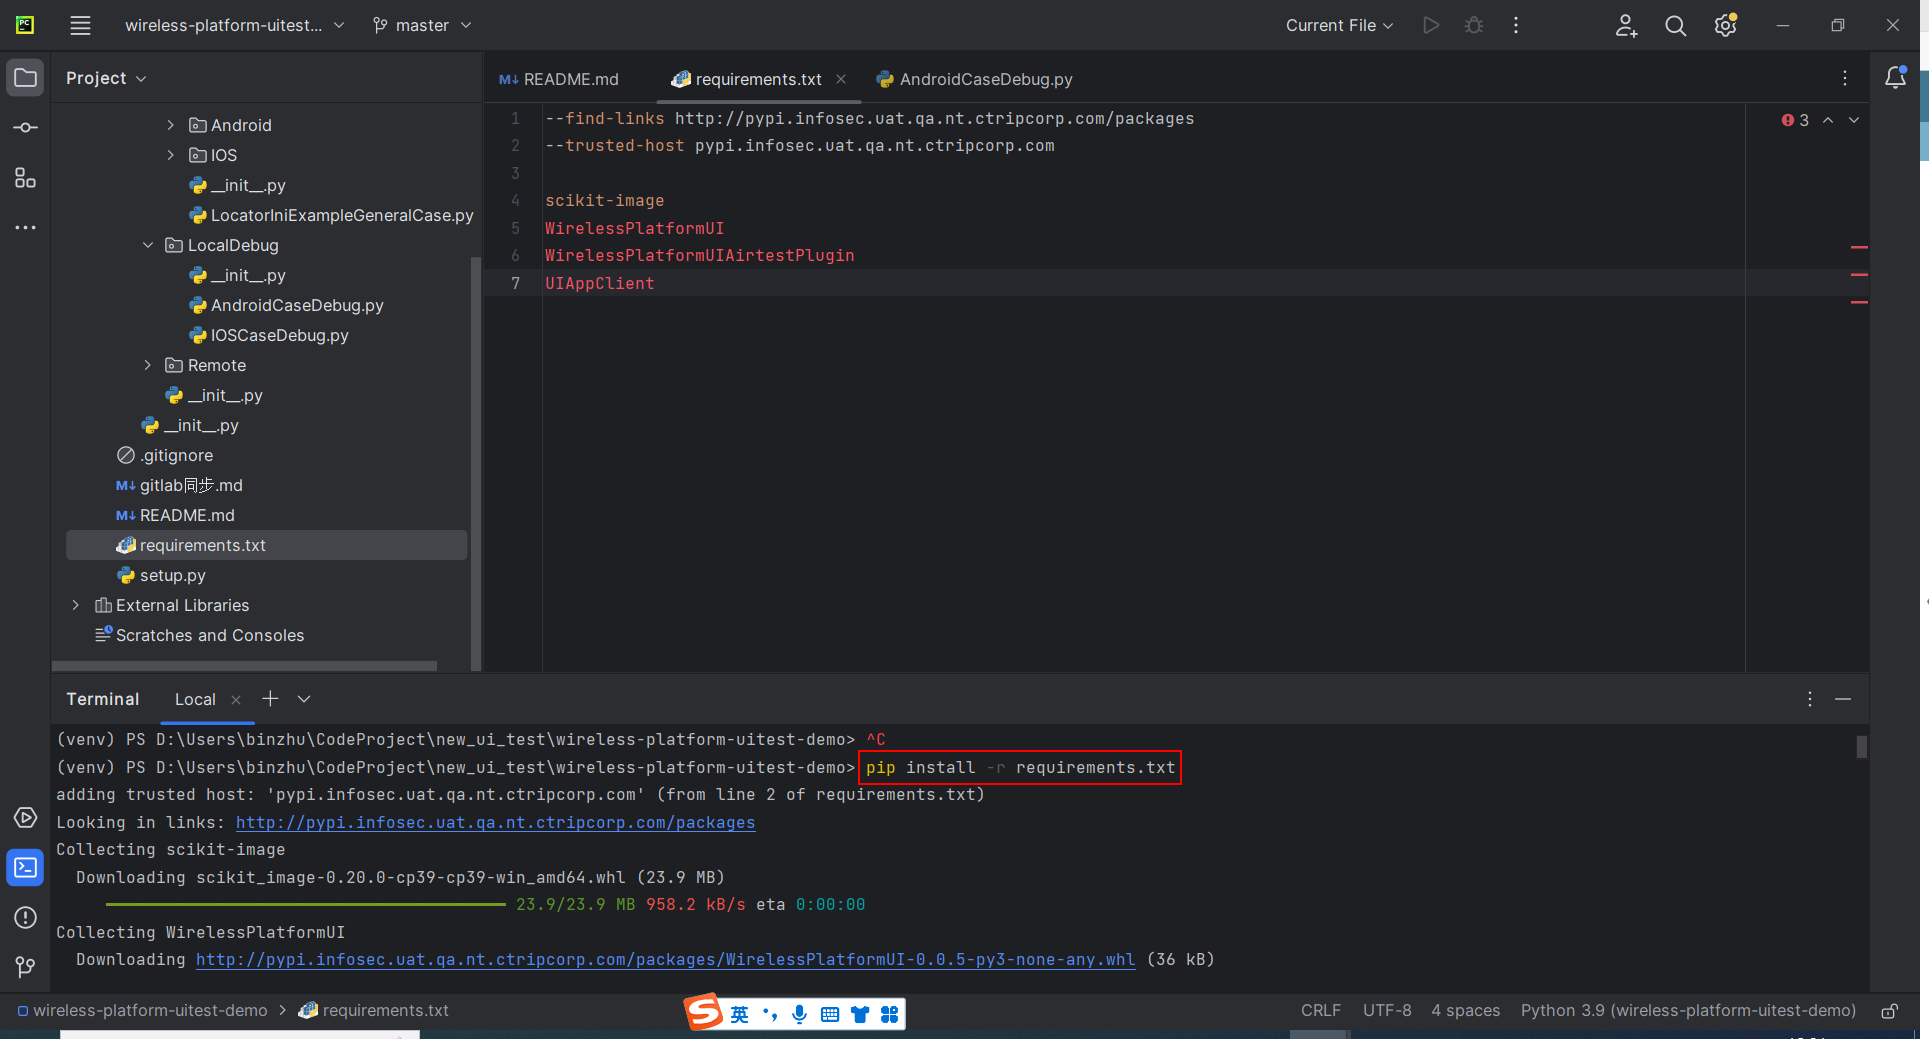 PC
wireless-platform-uitest...
master
Current File
Project
README.md
requirements.txt
AndroidCaseDebug.py
Android
IOS
__init__.py
LocatorIniExampleGeneralCase.py
LocalDebug
__init__.py
AndroidCaseDebug.py
IOSCaseDebug.py
Remote
__init__.py
__init__.py
.gitignore
gitlab同步.md
README.md
requirements.txt
setup.py
External Libraries
Scratches and Consoles
1 --find-links http://pypi.infosec.uat.qa.nt.ctripcorp.com/packages
2 --trusted-host pypi.infosec.uat.qa.nt.ctripcorp.com
3
4 scikit-image
5 WirelessPlatformUI
6 WirelessPlatformUIAirtestPlugin
7 UIAppClient
3
Terminal
Local
(venv) PS D:\Users\binzhu\CodeProject\new_ui_test\wireless-platform-uitest-demo> ^C
(venv) PS D:\Users\binzhu\CodeProject\new_ui_test\wireless-platform-uitest-demo> pip install -r requirements.txt
adding trusted host: 'pypi.infosec.uat.qa.nt.ctripcorp.com' (from line 2 of requirements.txt)
Looking in links: http://pypi.infosec.uat.qa.nt.ctripcorp.com/packages
Collecting scikit-image
Downloading scikit_image-0.20.0-cp39-cp39-win_amd64.whl (23.9 MB)
23.9/23.9 MB 958.2 kB/s eta 0:00:00
Collecting WirelessPlatformUI
Downloading http://pypi.infosec.uat.qa.nt.ctripcorp.com/packages/WirelessPlatformUI-0.0.5-py3-none-any.whl (36 kB)
wireless-platform-uitest-demo > requirements.txt
英
CRLF
UTF-8
4 spaces
Python 3.9 (wireless-platform-uitest-demo)